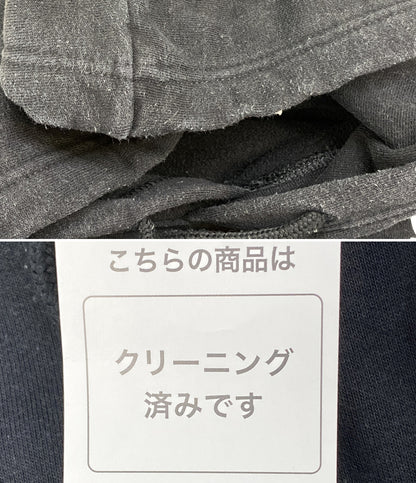 こちらの商品は
クリーニング
済みです